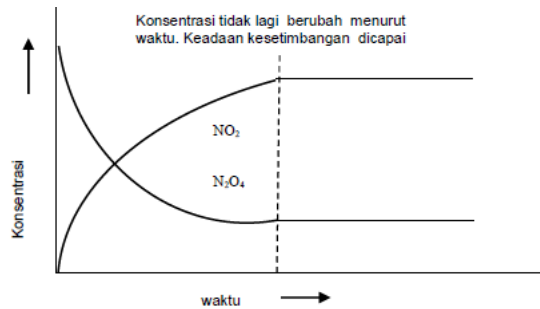 Konsentrasi tidak lagi berubah menurut
waktu. Keadaan kesetimbangan dicapai
NO₂
N₂O₄
Konsentrasi
waktu